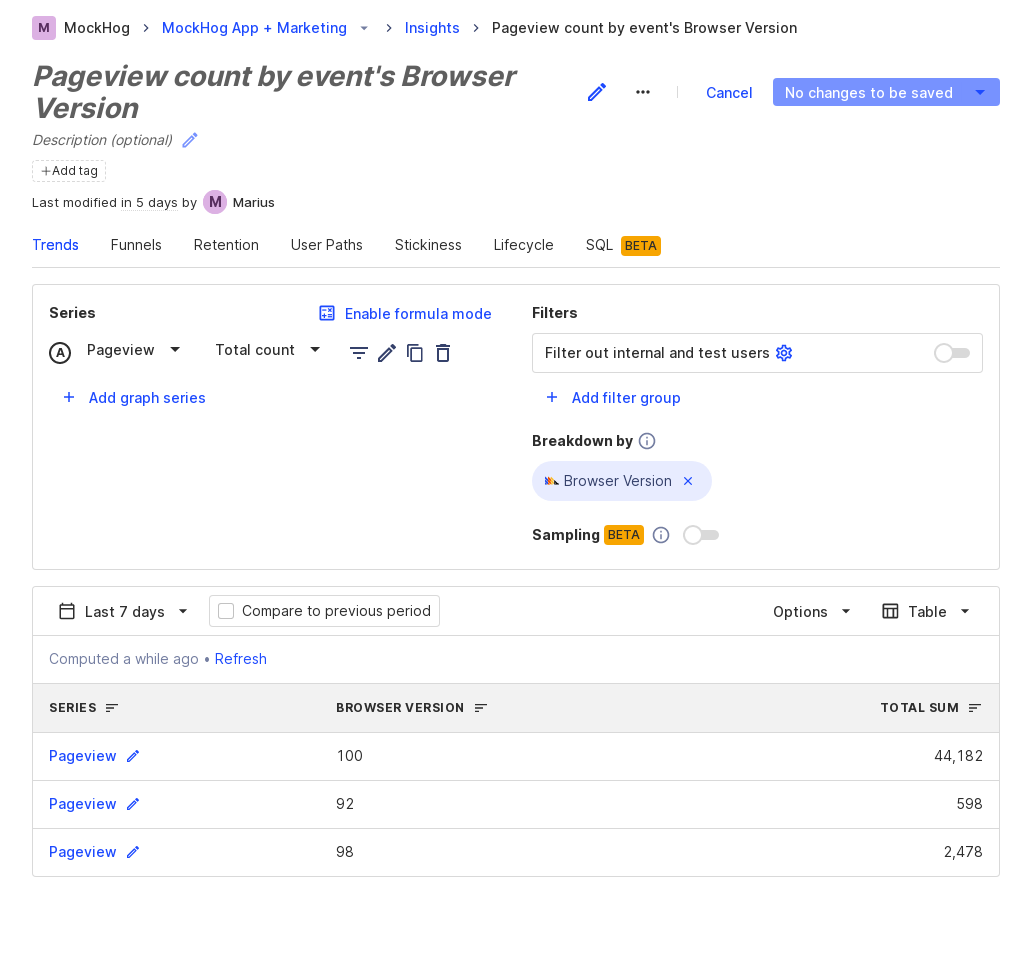 M MockHog MockHog App + Marketing Insights Pageview count by event's Browser Version
Pageview count by event's Browser
Version
Cancel No changes to be saved
Description (optional)
Add tag
Last modified in 5 days by M Marius
Trends Funnels Retention User Paths Stickiness Lifecycle SQL BETA
Series Enable formula mode
A Pageview Total count
+ Add graph series
Filters
Filter out internal and test users
+ Add filter group
Breakdown by
Browser Version
Sampling BETA
Last 7 days Compare to previous period Options Table
Computed a while ago • Refresh
SERIES BROWSER VERSION TOTAL SUM
Pageview 100 44,182
Pageview 92 598
Pageview 98 2,478